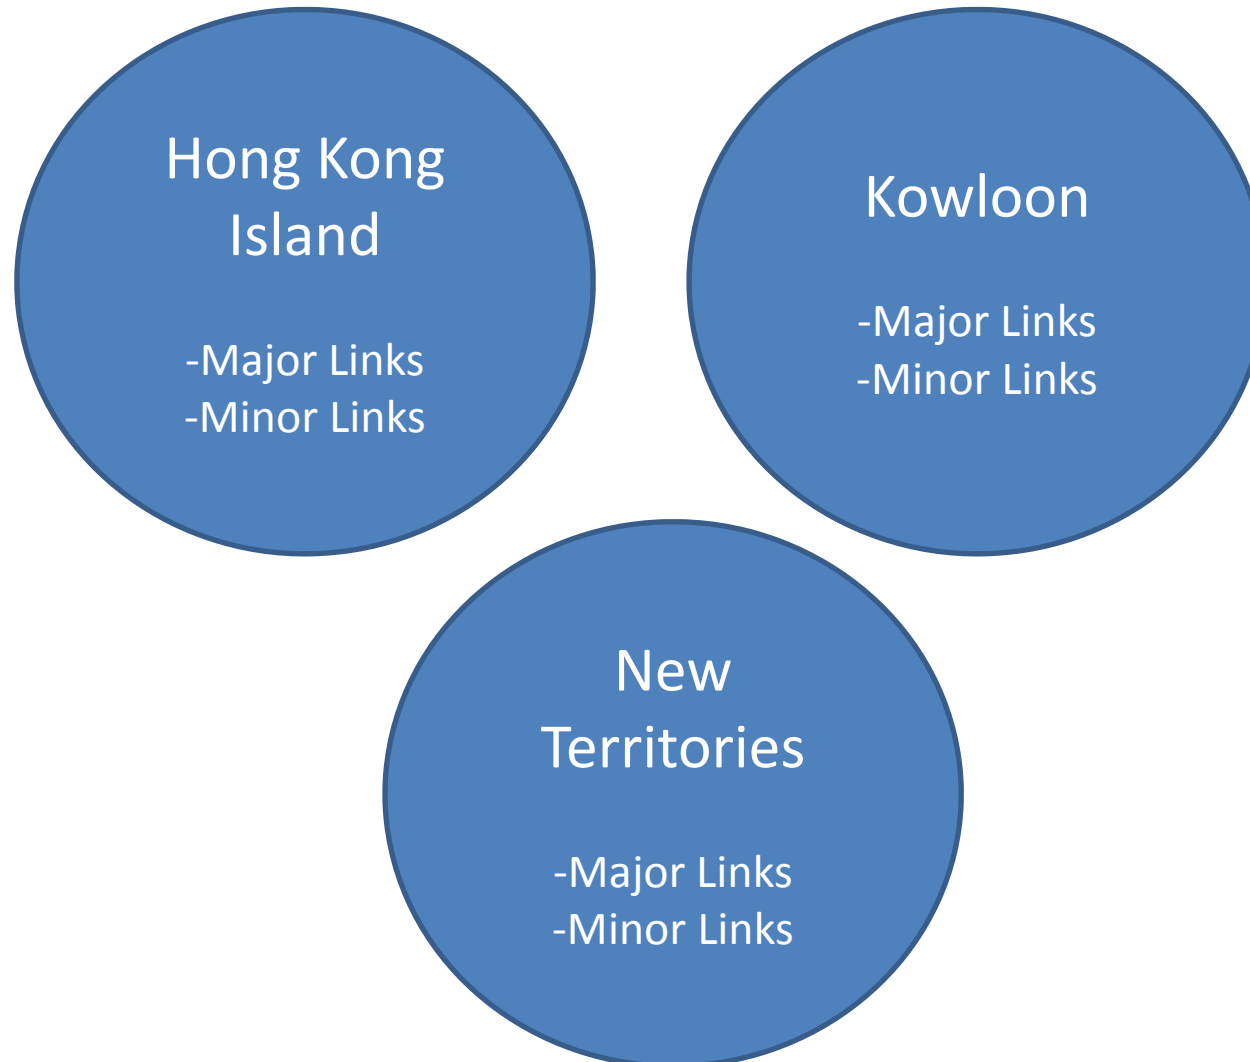 Hong Kong
Island
-Major Links
-Minor Links
Kowloon
-Major Links
-Minor Links
New
Territories
-Major Links
-Minor Links